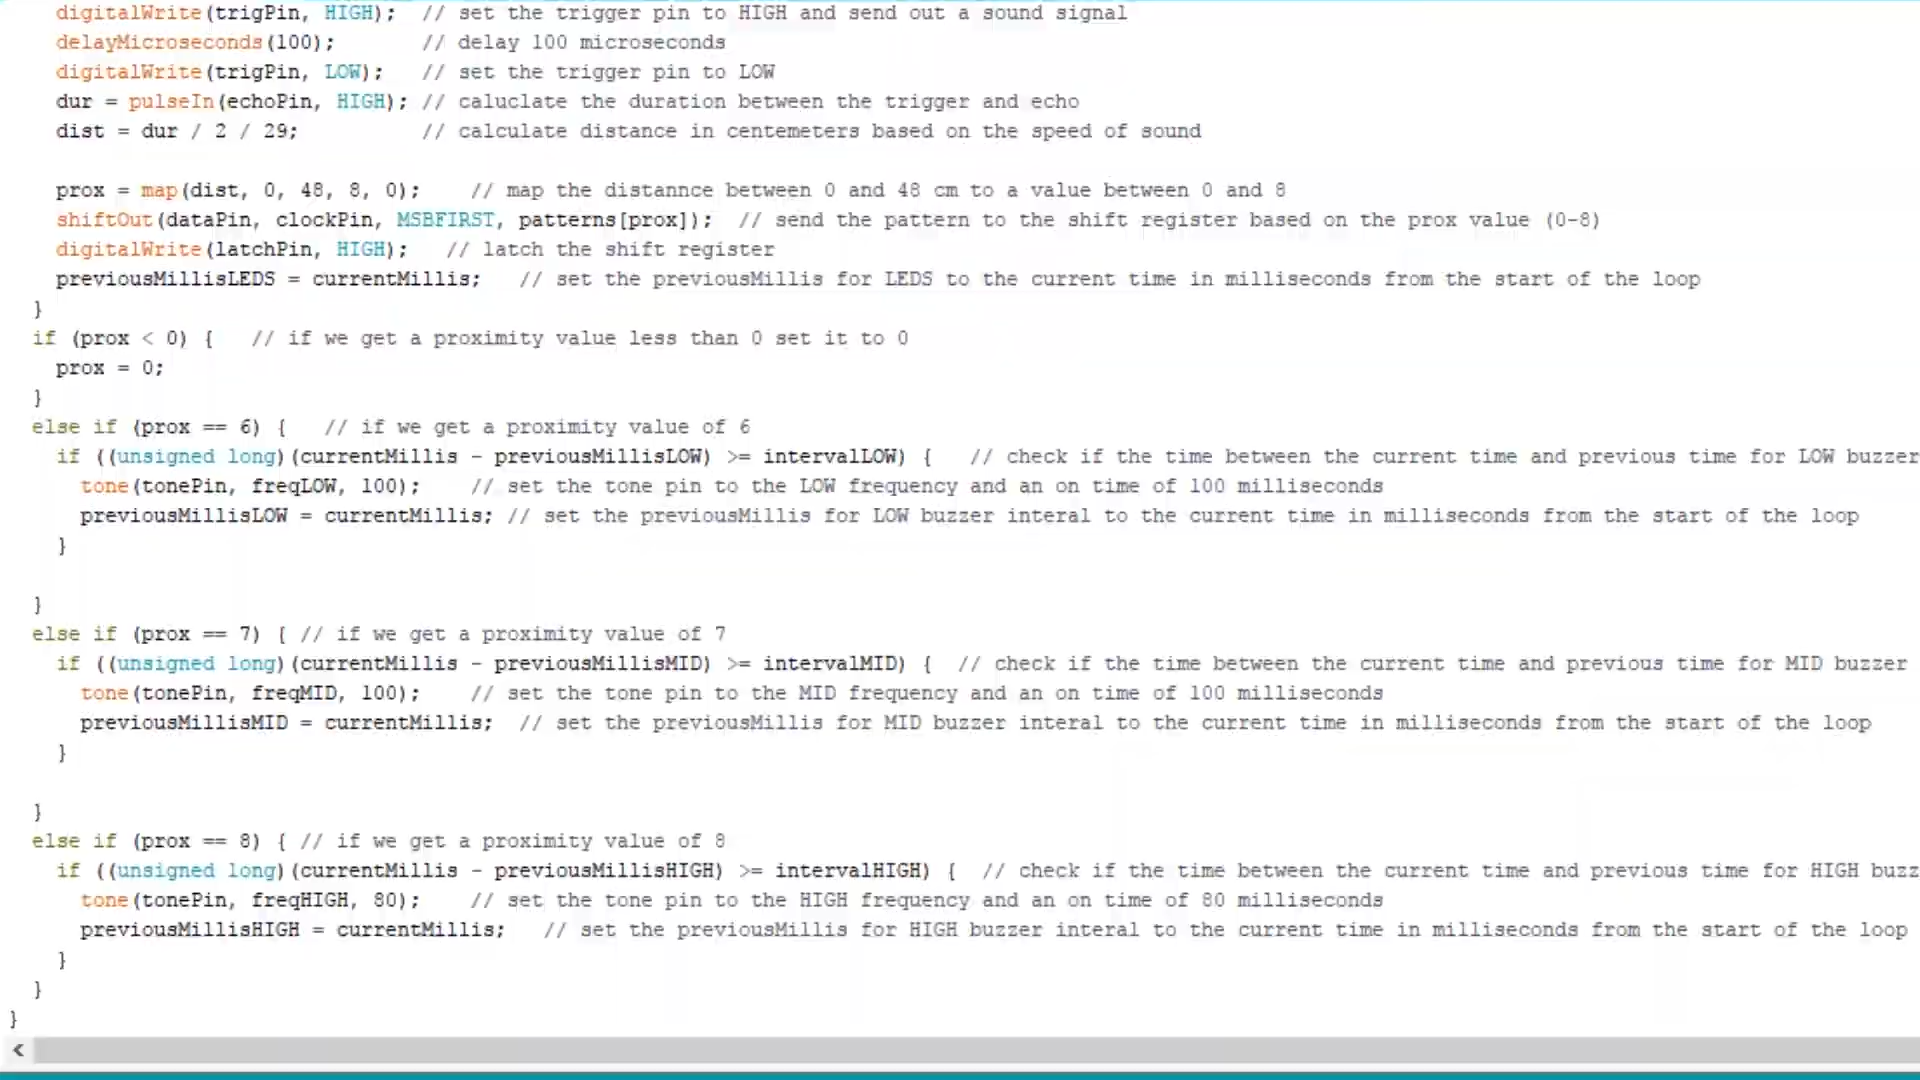 digitalWrite(trigPin, HIGH);  // set the trigger pin to HIGH and send out a sound signal
delayMicroseconds(100);       // delay 100 microseconds
digitalWrite(trigPin, LOW);   // set the trigger pin to LOW
dur = pulseIn(echoPin, HIGH); // caluclate the duration between the trigger and echo
dist = dur / 2 / 29;          // calculate distance in centemeters based on the speed of sound
prox = map(dist, 0, 48, 8, 0);    // map the distannce between 0 and 48 cm to a value between 0 and 8
shiftOut(dataPin, clockPin, MSBFIRST, patterns[prox]);  // send the pattern to the shift register based on the prox value (0-8)
digitalWrite(latchPin, HIGH);   // latch the shift register
previousMillisLEDS = currentMillis;   // set the previousMillis for LEDS to the current time in milliseconds from the start of the loop
}
if (prox < 0) {   // if we get a proximity value less than 0 set it to 0
prox = 0;
}
else if (prox == 6) {   // if we get a proximity value of 6
if ((unsigned long)(currentMillis - previousMillisLOW) >= intervalLOW) {   // check if the time between the current time and previous time for LOW buzzer
tone(tonePin, freqLOW, 100);    // set the tone pin to the LOW frequency and an on time of 100 milliseconds
previousMillisLOW = currentMillis; // set the previousMillis for LOW buzzer interal to the current time in milliseconds from the start of the loop
}
}
else if (prox == 7) { // if we get a proximity value of 7
if ((unsigned long)(currentMillis - previousMillisMID) >= intervalMID) {  // check if the time between the current time and previous time for MID buzzer
tone(tonePin, freqMID, 100);    // set the tone pin to the MID frequency and an on time of 100 milliseconds
previousMillisMID = currentMillis;  // set the previousMillis for MID buzzer interal to the current time in milliseconds from the start of the loop
}
}
else if (prox == 8) { // if we get a proximity value of 8
if ((unsigned long)(currentMillis - previousMillisHIGH) >= intervalHIGH) {  // check if the time between the current time and previous time for HIGH buzz
tone(tonePin, freqHIGH, 80);    // set the tone pin to the HIGH frequency and an on time of 80 milliseconds
previousMillisHIGH = currentMillis;   // set the previousMillis for HIGH buzzer interal to the current time in milliseconds from the start of the loop
}
}
}